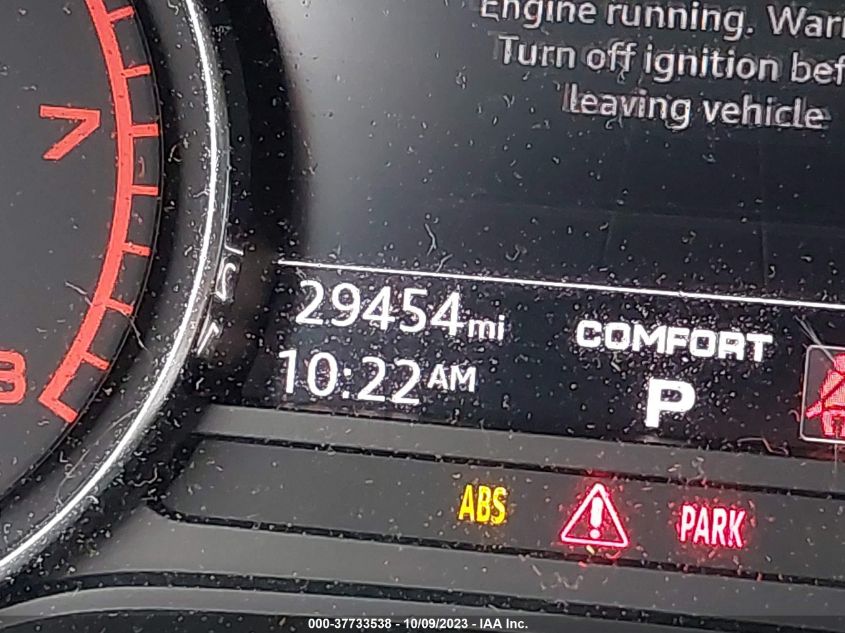 Engine running.
Turn off ignition
leaving vehicle
7
8
29454mi
10:22AM
COMFORT
P
ABS
PARK
000-37733538 - 10/09/2023 - IAA Inc.